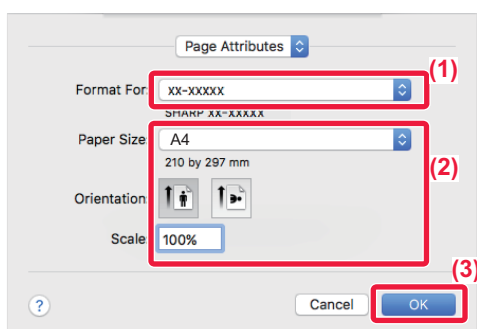 Page Attributes
(1)
Format For: xx-xxxxx
SHARP xx-xxxxx
Paper Size: A4
210 by 297 mm
(2)
Orientation:
Scale: 100%
(3)
? Cancel OK